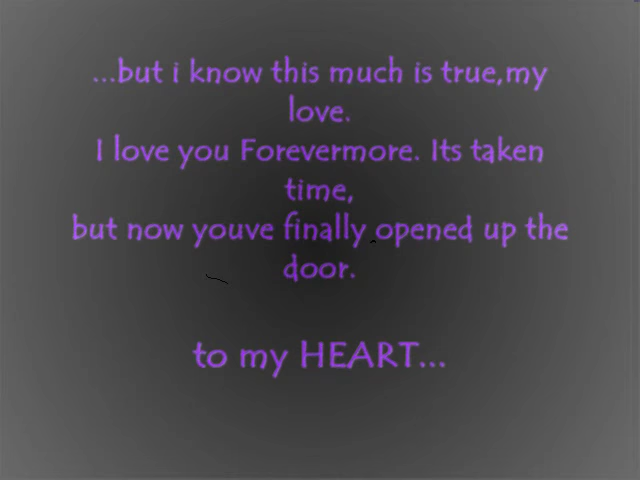 ...but i know this much is true,my
love.
I love you Forevermore. Its taken
time,
but now youve finally opened up the
door.
to my HEART...